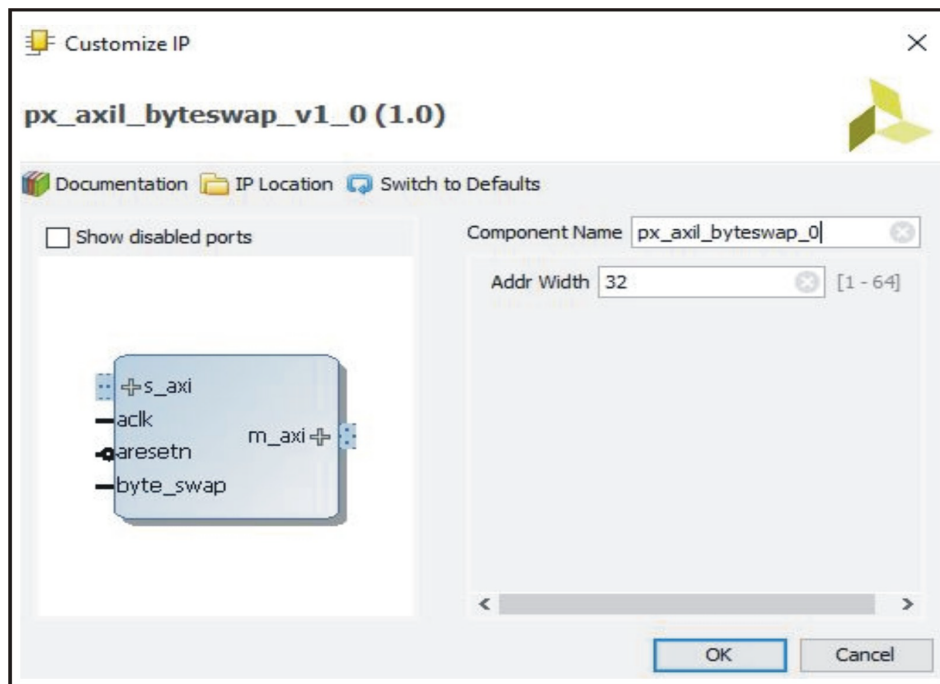 Customize IP
px_axil_byteswap_v1_0 (1.0)
Documentation IP Location Switch to Defaults
Show disabled ports
Component Name px_axil_byteswap_0
Addr Width 32 [1 - 64]
s_axi
aclk
m_axi
aresetn
byte_swap
OK Cancel